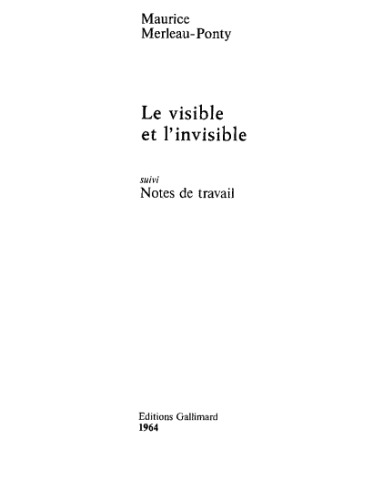 Maurice
Merleau-Ponty
Le visible
et l'invisible
suivi
Notes de travail
Editions Gallimard
1964